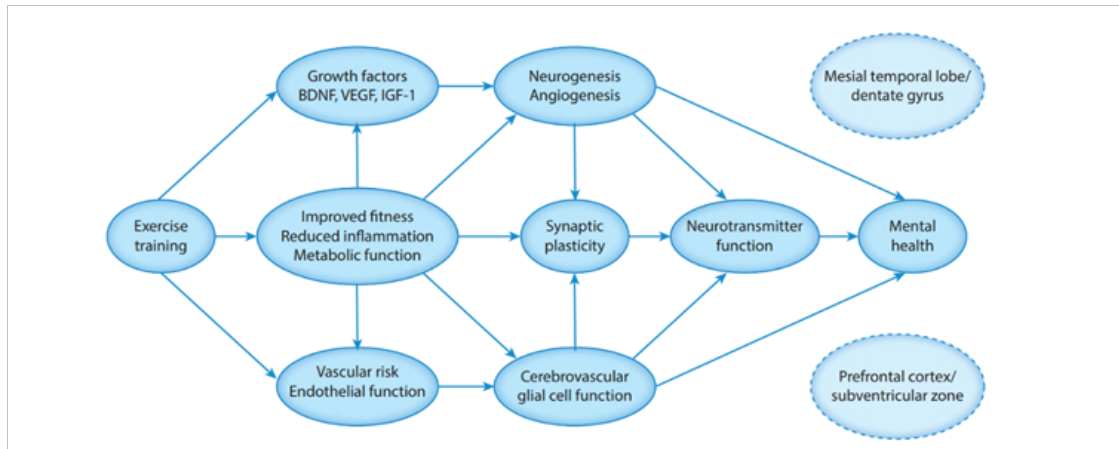 Growth factors
BDNF, VEGF, IGF-1
Neurogenesis
Angiogenesis
Mesial temporal lobe/
dentate gyrus
Exercise
training
Improved fitness
Reduced inflammation
Metabolic function
Synaptic
plasticity
Neurotransmitter
function
Mental
health
Vascular risk
Endothelial function
Cerebrovascular
glial cell function
Prefrontal cortex/
subventricular zone